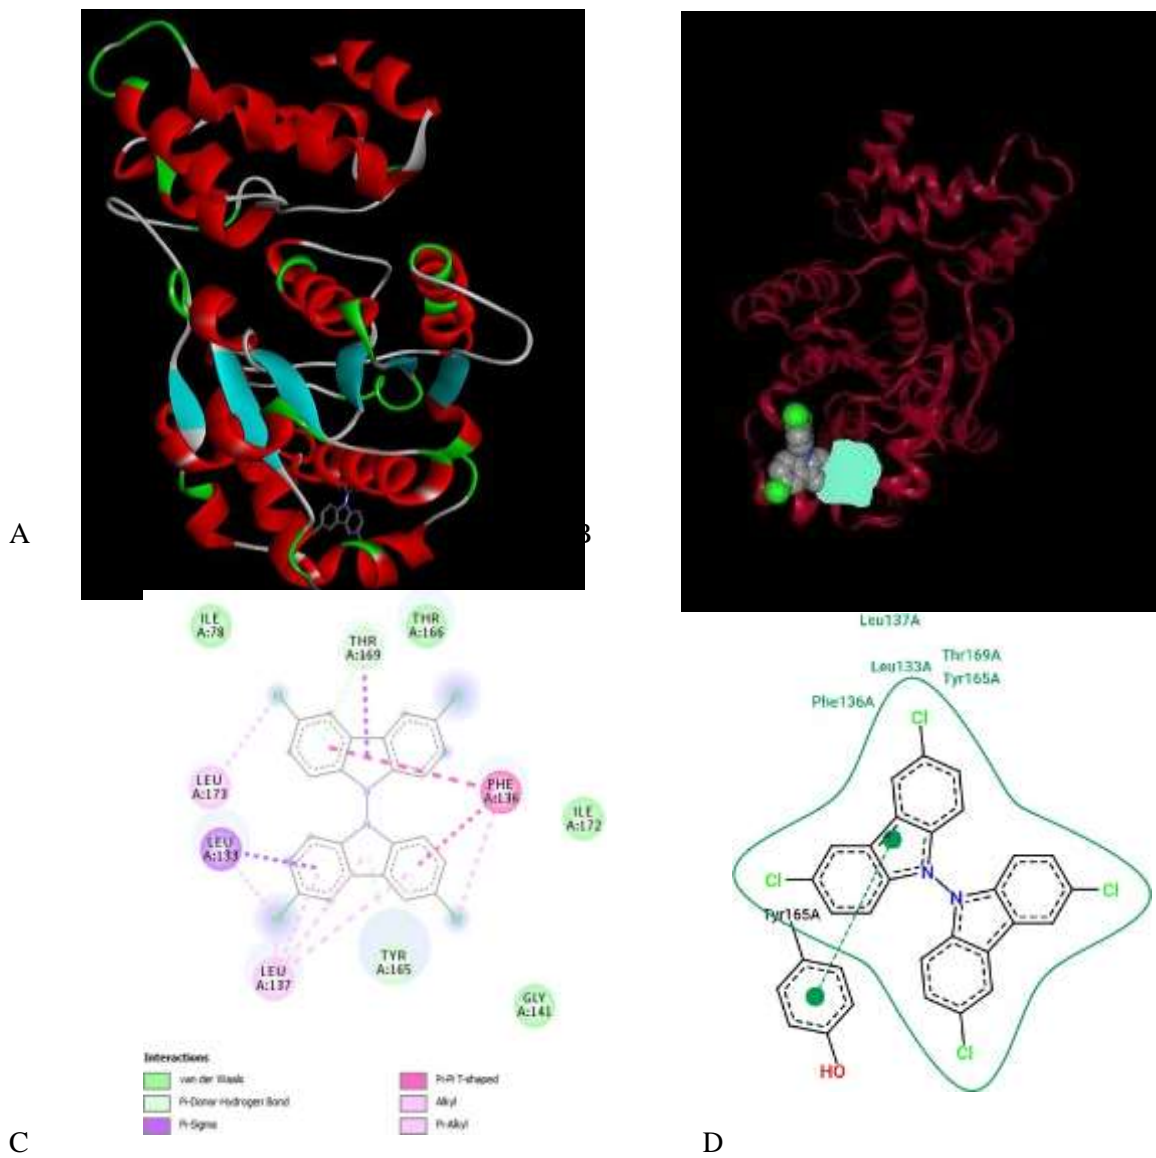 A
B
ILE
A:78
THR
A:169
THR
A:166
LEU
A:173
PHE
A:136
ILE
A:172
LEU
A:133
TYR
A:165
LEU
A:137
GLY
A:141
Interactions
van der Waals
Pi-Donor Hydrogen Bond
Pi-Sigma
Pi-Pi T-shaped
Alkyl
Pi-Alkyl
C
Leu137A
Leu133A
Thr169A
Tyr165A
Phe136A
Cl
Cl
N
N
Cl
Tyr165A
Cl
HO
D